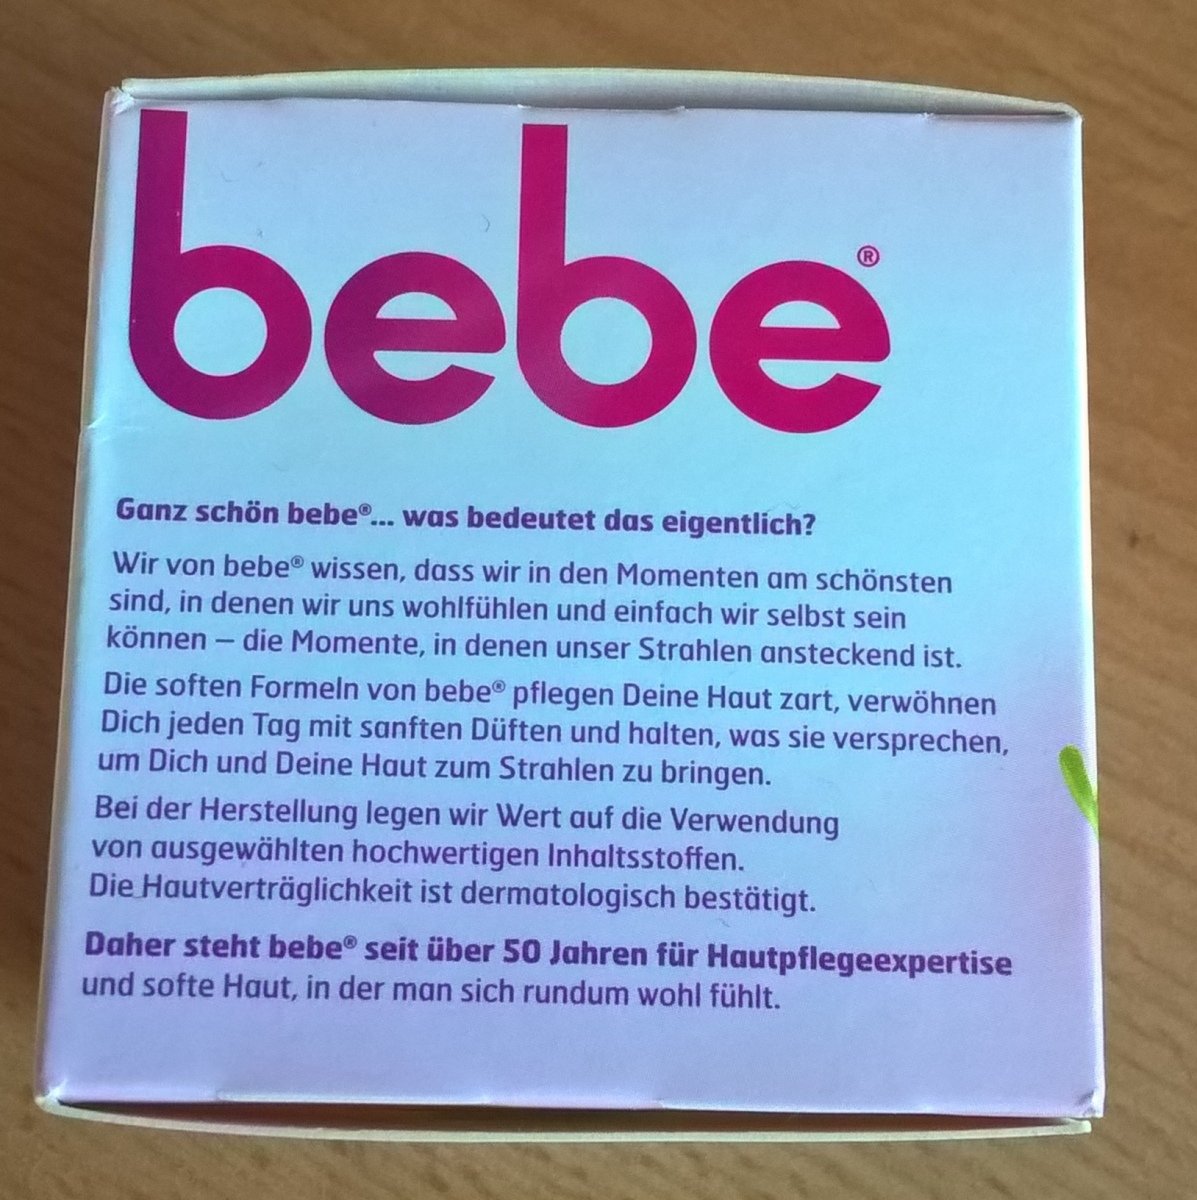 bebe®
Ganz schön bebe®... was bedeutet das eigentlich?
Wir von bebe® wissen, dass wir in den Momenten am schönsten
sind, in denen wir uns wohlfühlen und einfach wir selbst sein
können – die Momente, in denen unser Strahlen ansteckend ist.
Die soften Formeln von bebe® pflegen Deine Haut zart, verwöhnen
Dich jeden Tag mit sanften Düften und halten, was sie versprechen,
um Dich und Deine Haut zum Strahlen zu bringen.
Bei der Herstellung legen wir Wert auf die Verwendung
von ausgewählten hochwertigen Inhaltsstoffen.
Die Hautverträglichkeit ist dermatologisch bestätigt.
Daher steht bebe® seit über 50 Jahren für Hautpflegeexpertise
und softe Haut, in der man sich rundum wohl fühlt.